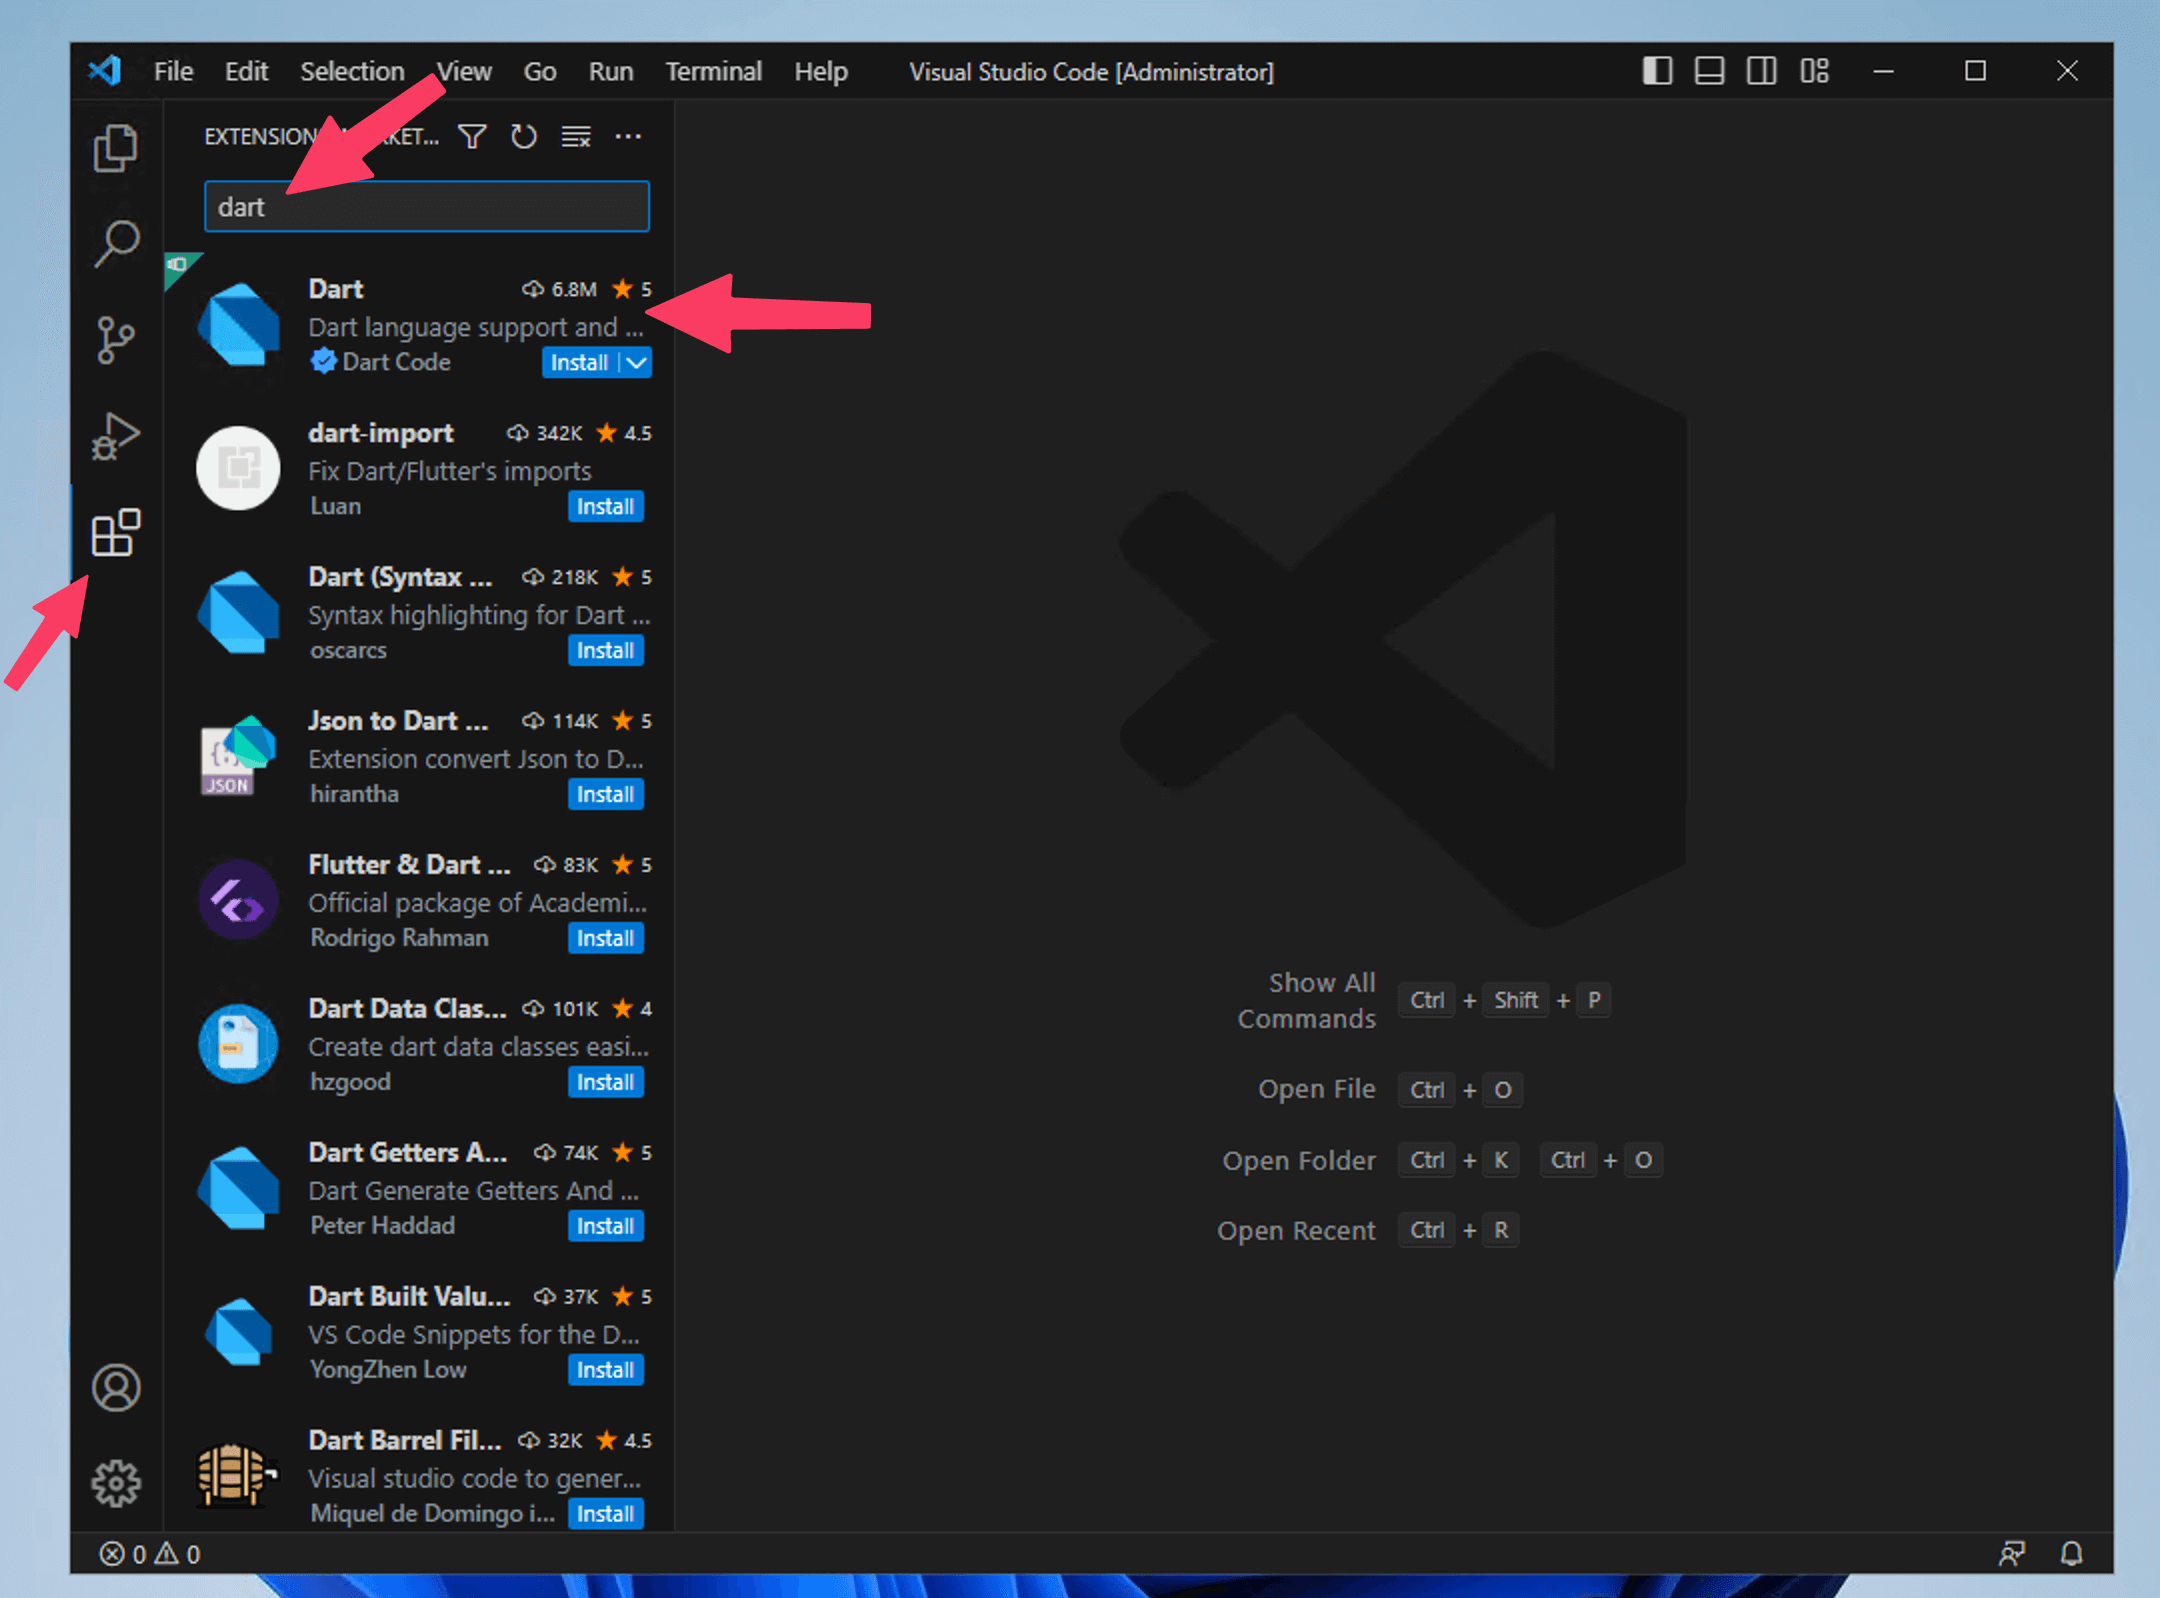 File Edit Selection View Go Run Terminal Help Visual Studio Code [Administrator]
EXTENSION KET...
dart
Dart 6.8M 5
Dart language support and ...
Dart Code Install
dart-import 342K 4.5
Fix Dart/Flutter's imports
Luan Install
Dart (Syntax ... 218K 5
Syntax highlighting for Dart ...
oscarcs Install
Json to Dart ... 114K 5
Extension convert Json to D...
hirantha Install
{;}
JSON
Flutter & Dart ... 83K 5
Official package of Academi...
Rodrigo Rahman Install
Dart Data Clas... 101K 4
Create dart data classes easi...
hzgood Install
Dart Getters A... 74K 5
Dart Generate Getters And ...
Peter Haddad Install
Dart Built Valu... 37K 5
VS Code Snippets for the D...
YongZhen Low Install
Dart Barrel Fil... 32K 4.5
Visual studio code to gener...
Miquel de Domingo i... Install
Show All
Commands Ctrl + Shift + P
Open File Ctrl + O
Open Folder Ctrl + K Ctrl + O
Open Recent Ctrl + R
0 0